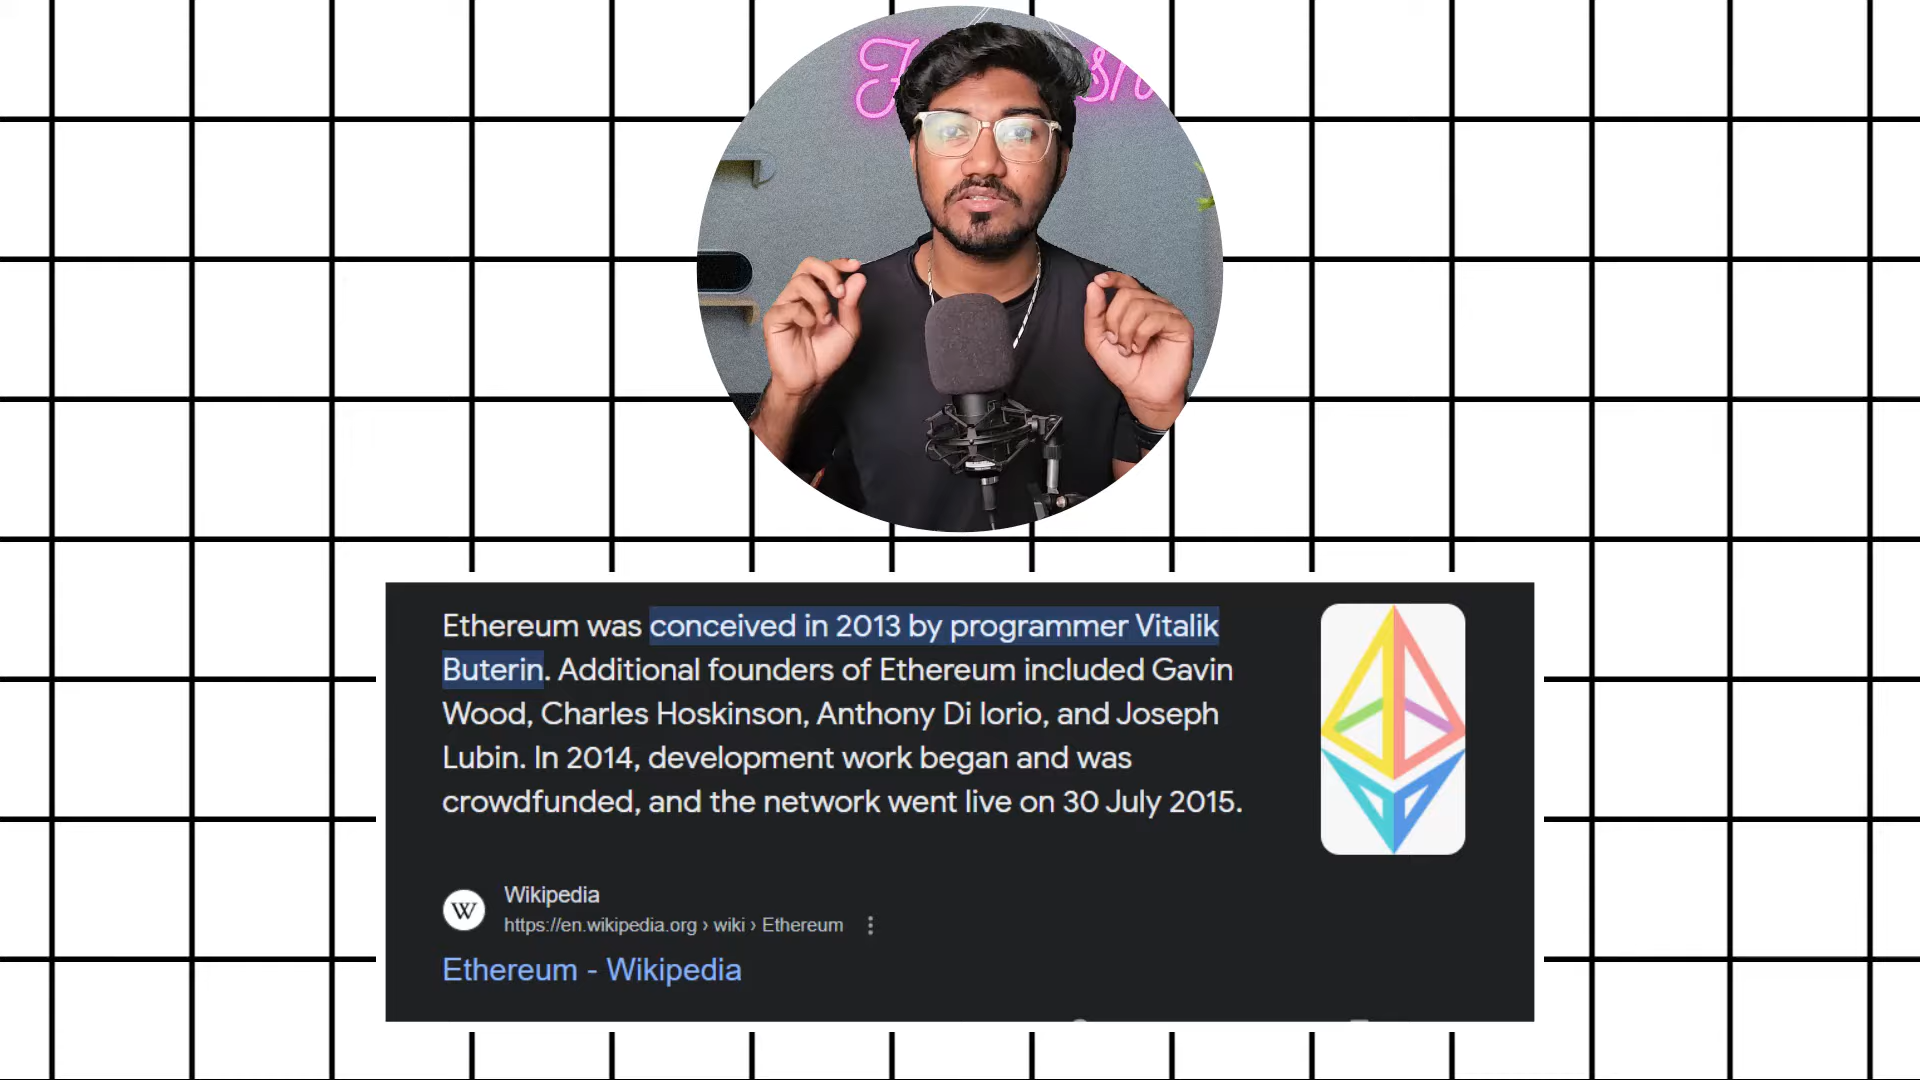 Ethereum was conceived in 2013 by programmer Vitalik
Buterin. Additional founders of Ethereum included Gavin
Wood, Charles Hoskinson, Anthony Di Iorio, and Joseph
Lubin. In 2014, development work began and was
crowdfunded, and the network went live on 30 July 2015.
W
Wikipedia
https://en.wikipedia.org › wiki › Ethereum
Ethereum - Wikipedia